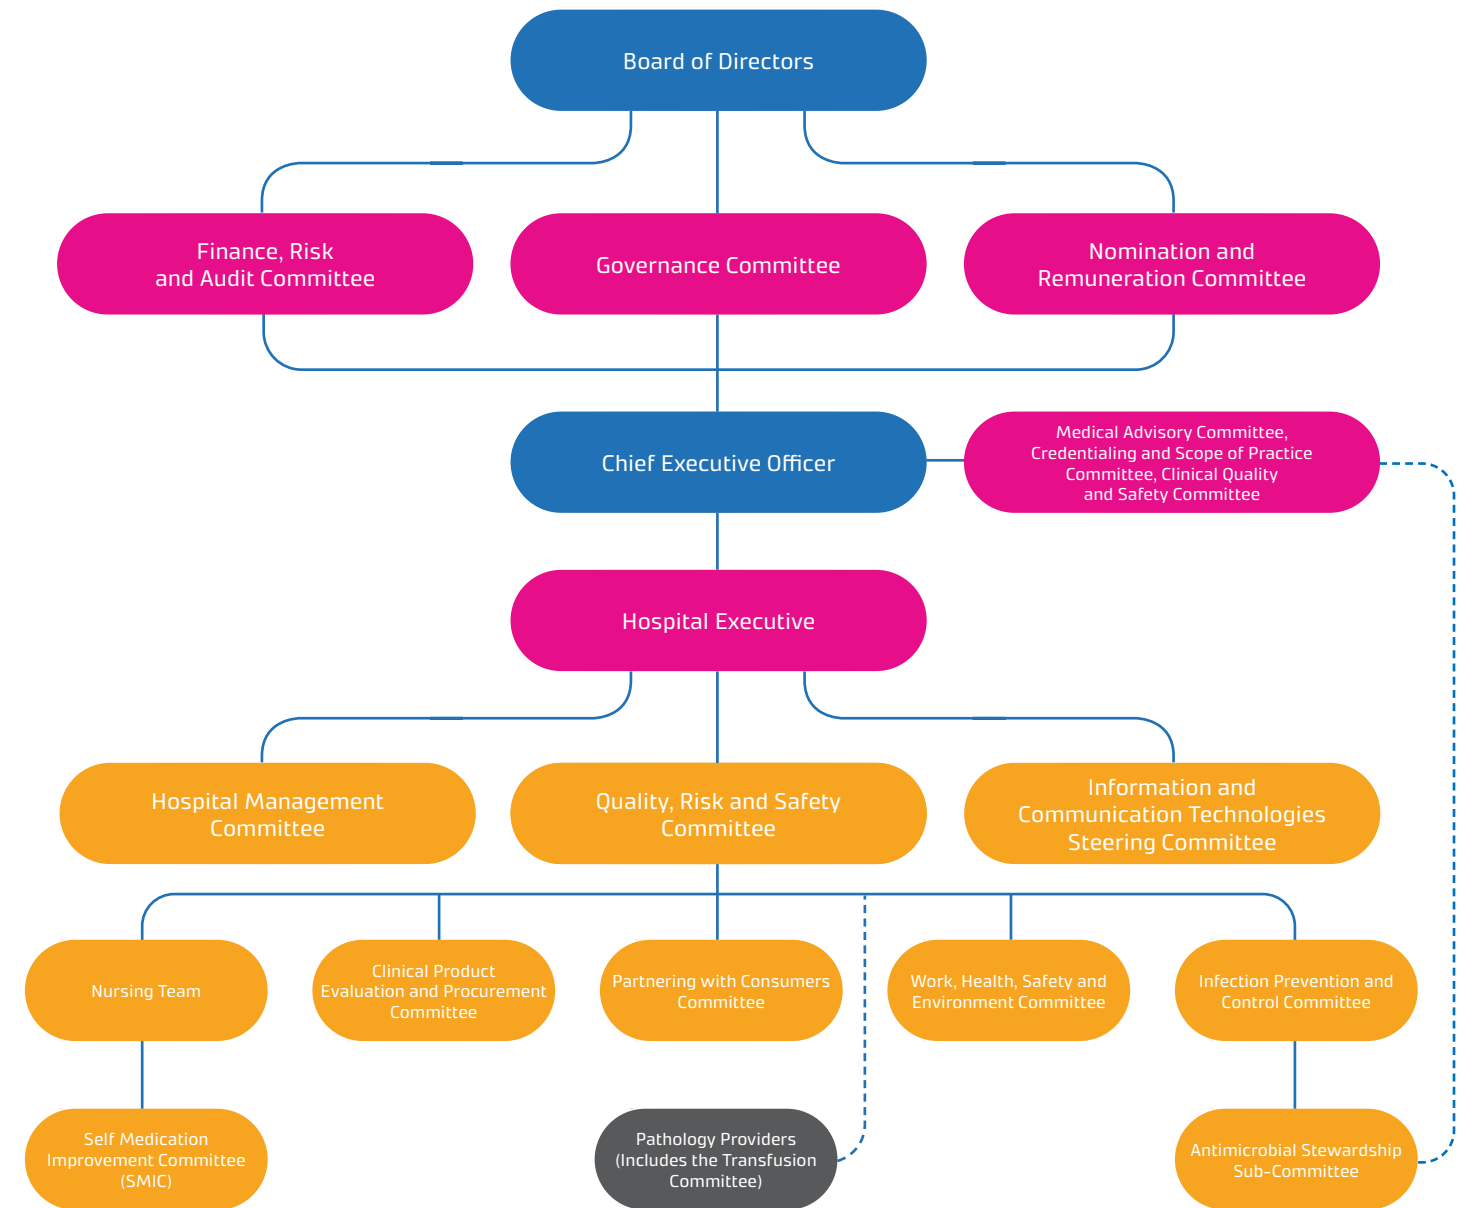 Board of Directors
Finance, Risk
and Audit Committee
Governance Committee
Nomination and
Remuneration Committee
Chief Executive Officer
Medical Advisory Committee,
Credentialing and Scope of Practice
Committee, Clinical Quality
and Safety Committee
Hospital Executive
Hospital Management
Committee
Quality, Risk and Safety
Committee
Information and
Communication Technologies
Steering Committee
Nursing Team
Clinical Product
Evaluation and Procurement
Committee
Partnering with Consumers
Committee
Work, Health, Safety and
Environment Committee
Infection Prevention and
Control Committee
Self Medication
Improvement Committee
(SMIC)
Pathology Providers
(Includes the Transfusion
Committee)
Antimicrobial Stewardship
Sub-Committee